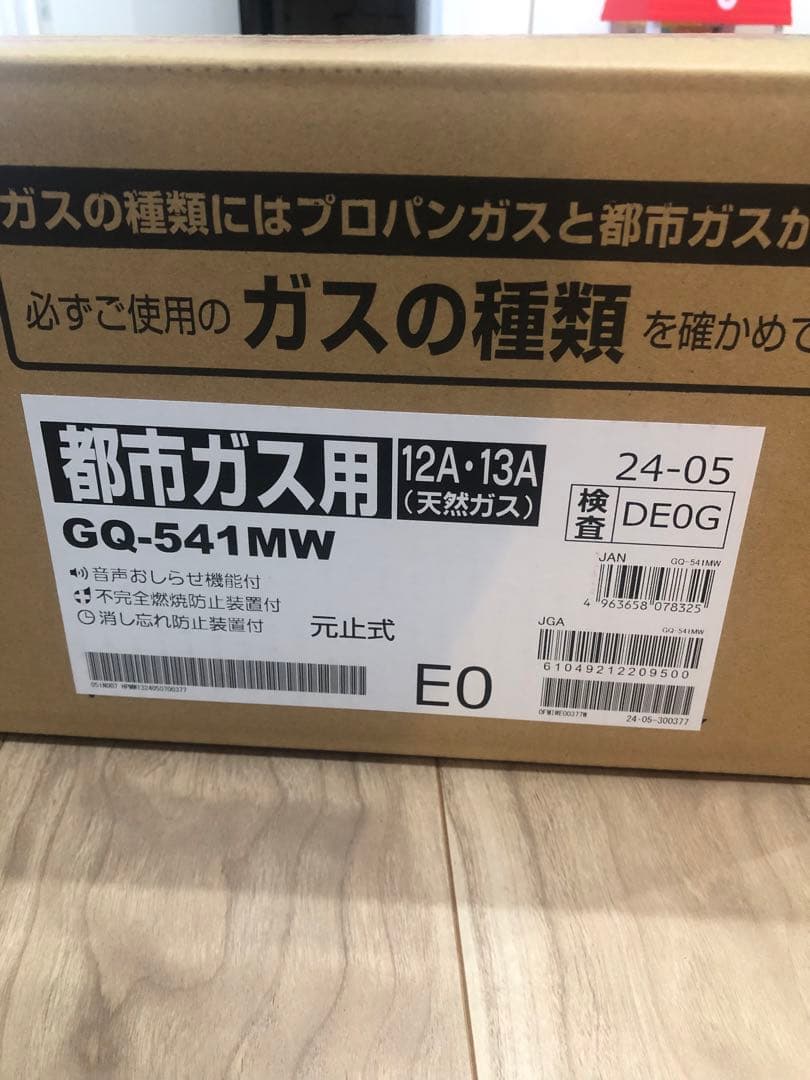 ガスの種類にはプロパンガスと都市ガスが
必ずご使用のガスの種類を確かめて
都市ガス用
12A・13A
(天然ガス)
24-05
検査
DE0G
GQ-541MW
音声おしらせ機能付
不完全燃焼防止装置付
消し忘れ防止装置付
元止式
JAN GQ-541MW
4 963658 078325
JGA GQ-541MW
61049212209500
E0
24-05-300377